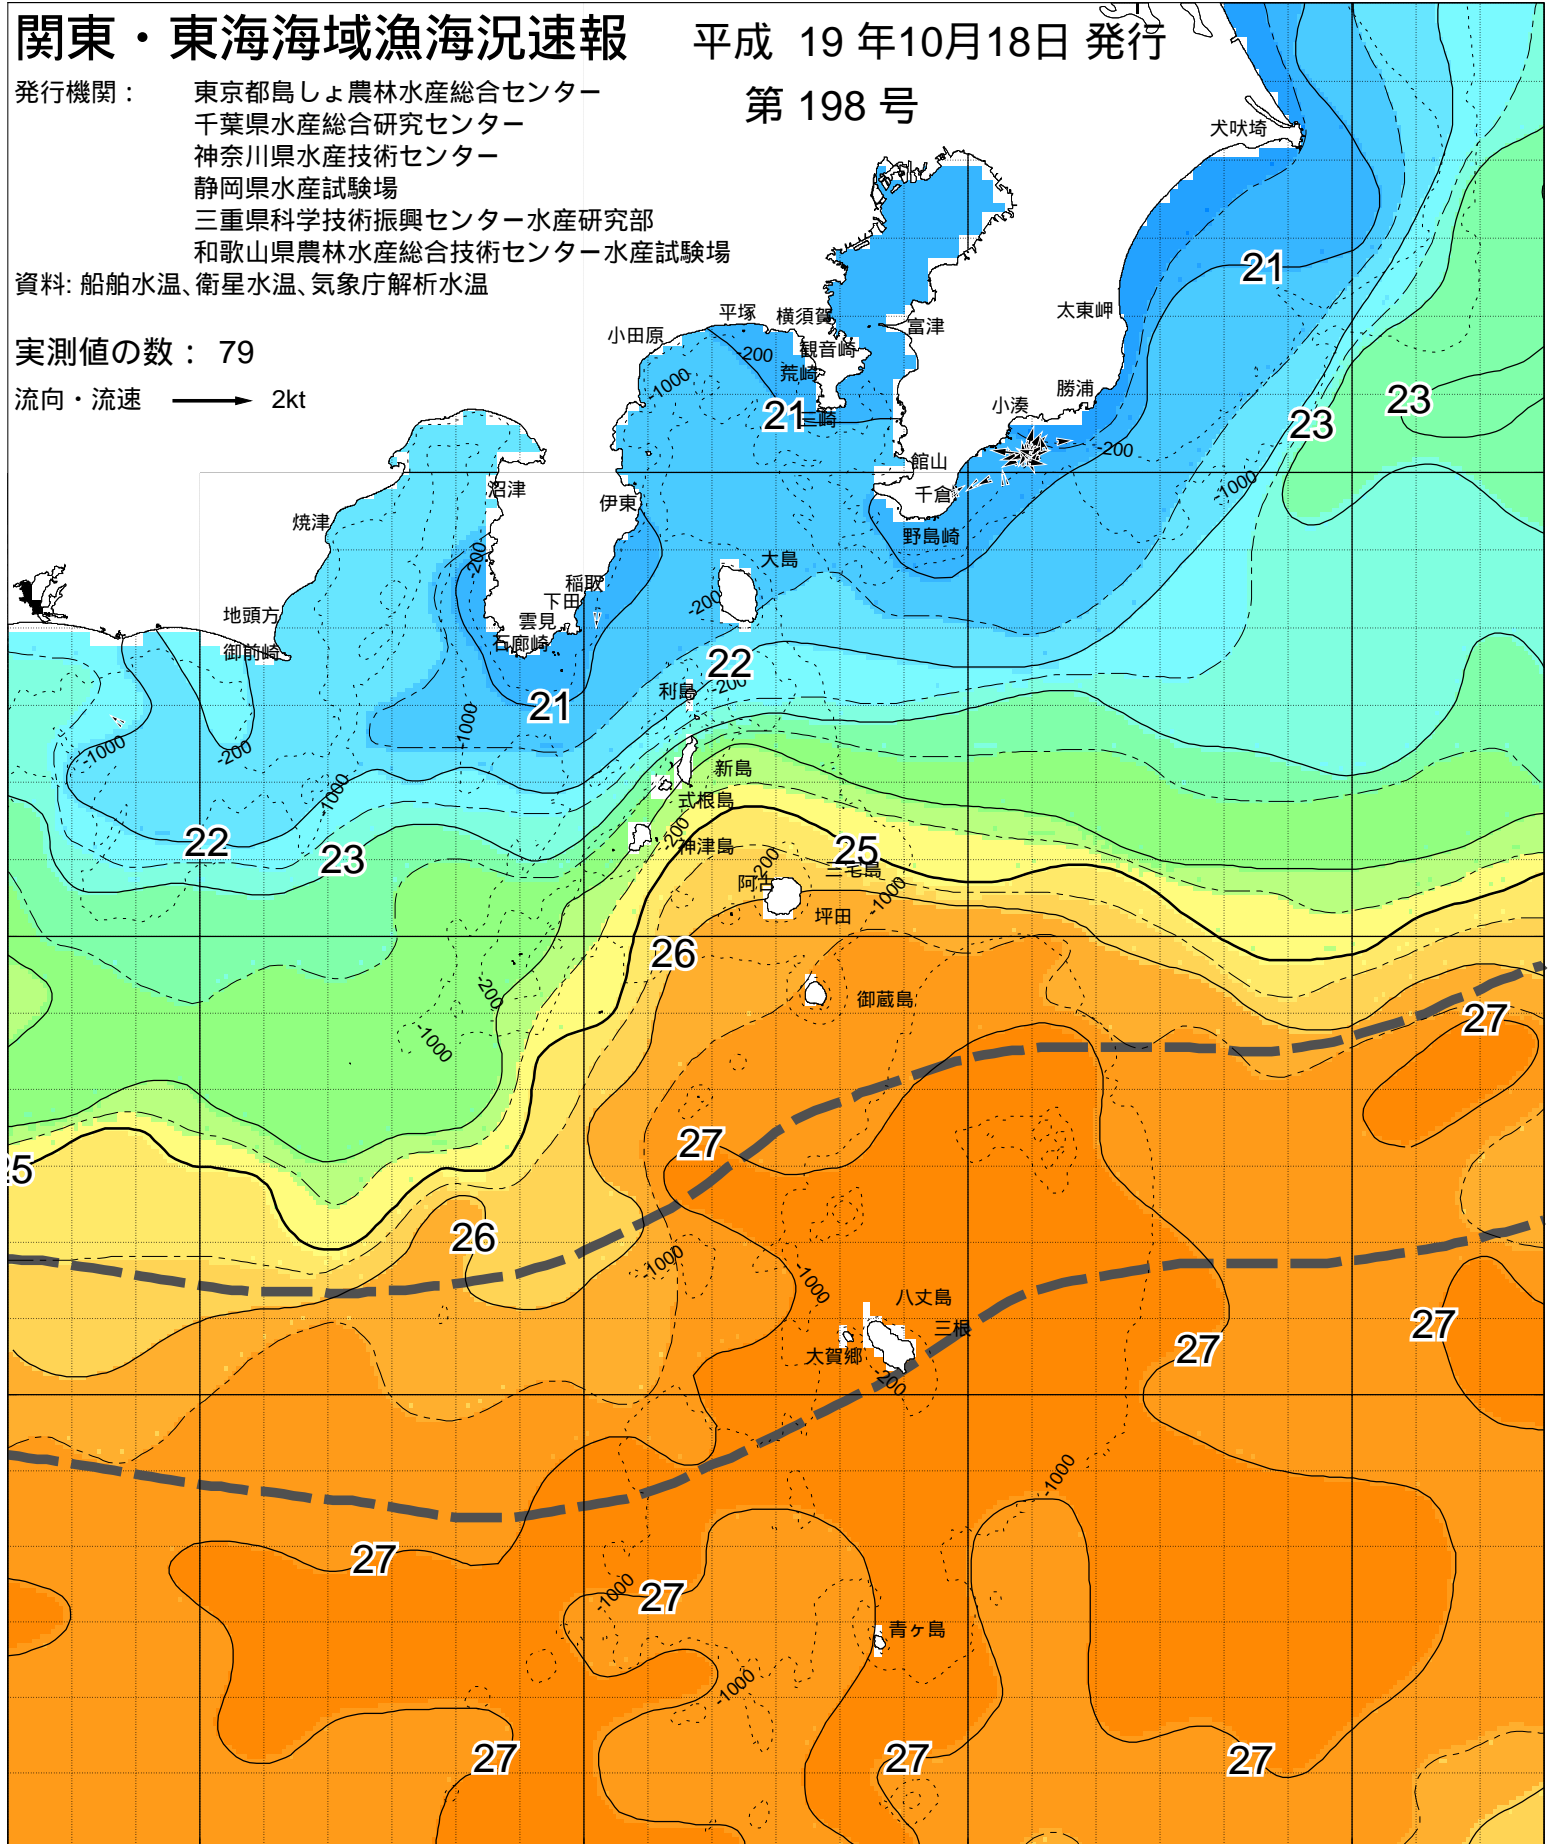 関東・東海海域漁海況速報
平成 19 年10月18日 発行
第 198 号
発行機関： 東京都島しょ農林水産総合センター
千葉県水産総合研究センター
神奈川県水産技術センター
静岡県水産試験場
三重県科学技術振興センター水産研究部
和歌山県農林水産総合技術センター水産試験場
資料: 船舶水温、衛星水温、気象庁解析水温
実測値の数： 79
流向・流速 2kt
犬吠埼
21
太東岬
平塚
横須賀
富津
小田原
観音崎
-200
荒崎
-1000
勝浦
小湊
23
23
21
三崎
-200
館山
沼津
千倉
-1000
伊東
焼津
野島崎
-200
大島
稲取
下田
-200
地頭方
雲見
石廊崎
御前崎
22
利島
-200
21
-1000
-1000
-200
新島
-1000
式根島
-200
神津島
22
23
25
-200
三毛島
阿古
-1000
坪田
26
-200
御蔵島
27
-1000
27
25
26
-1000
-1000
八丈島
三根
27
27
大賀郷
-200
-1000
27
-1000
27
青ヶ島
-1000
27
27
27